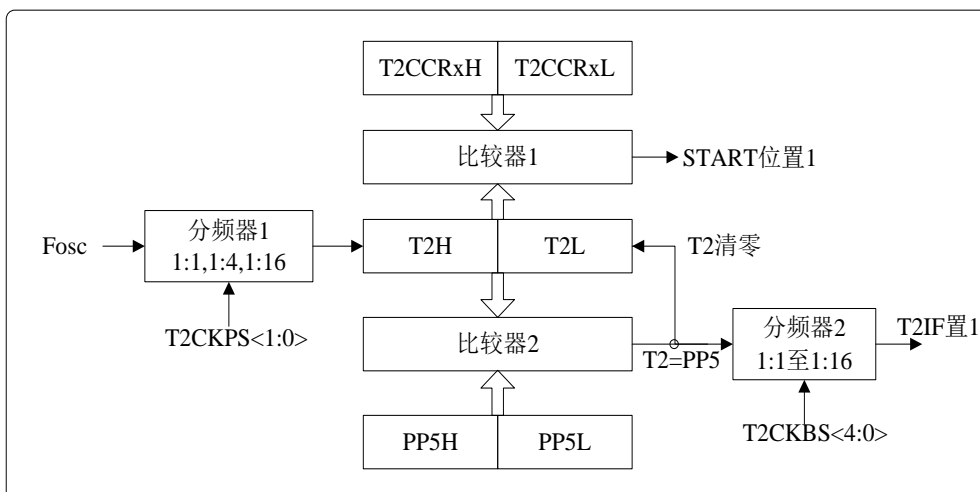 T2CCRxH T2CCRxL
比较器1
START位置1
Fosc
分频器1
1:1,1:4,1:16
T2H T2L
T2清零
T2CKPS<1:0>
比较器2
T2=PP5
分频器2
1:1至1:16
T2IF置1
PP5H PP5L
T2CKBS<4:0>